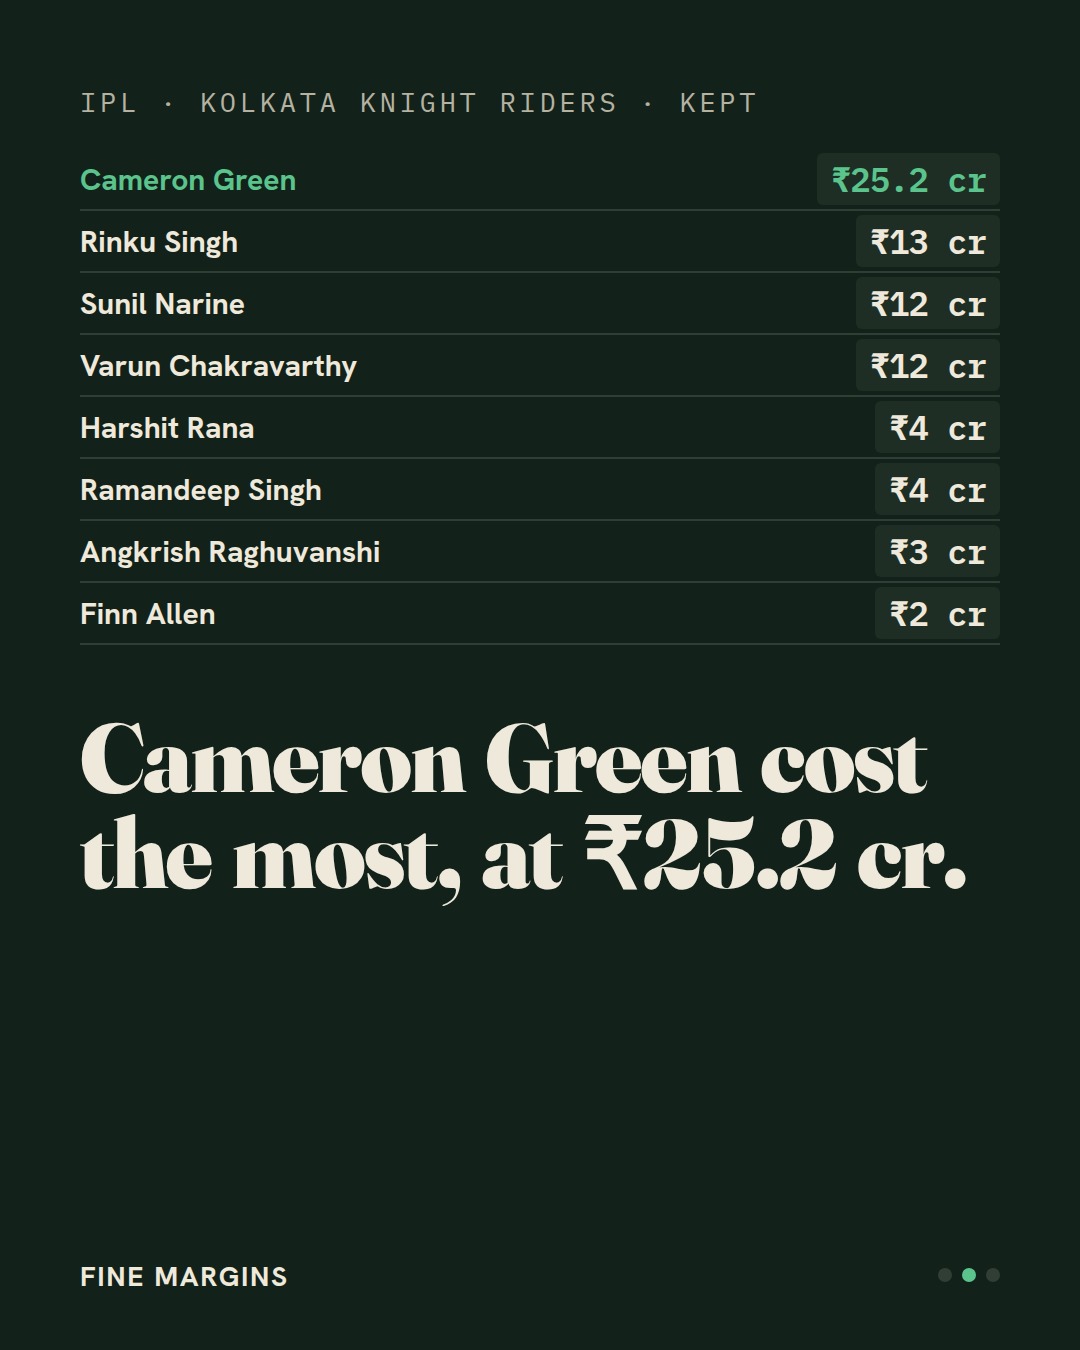 IPL · KOLKATA KNIGHT RIDERS · KEPT
Cameron Green ₹25.2 cr
Rinku Singh ₹13 cr
Sunil Narine ₹12 cr
Varun Chakravarthy ₹12 cr
Harshit Rana ₹4 cr
Ramandeep Singh ₹4 cr
Angkrish Raghuvanshi ₹3 cr
Finn Allen ₹2 cr
Cameron Green cost
the most, at ₹25.2 cr.
FINE MARGINS